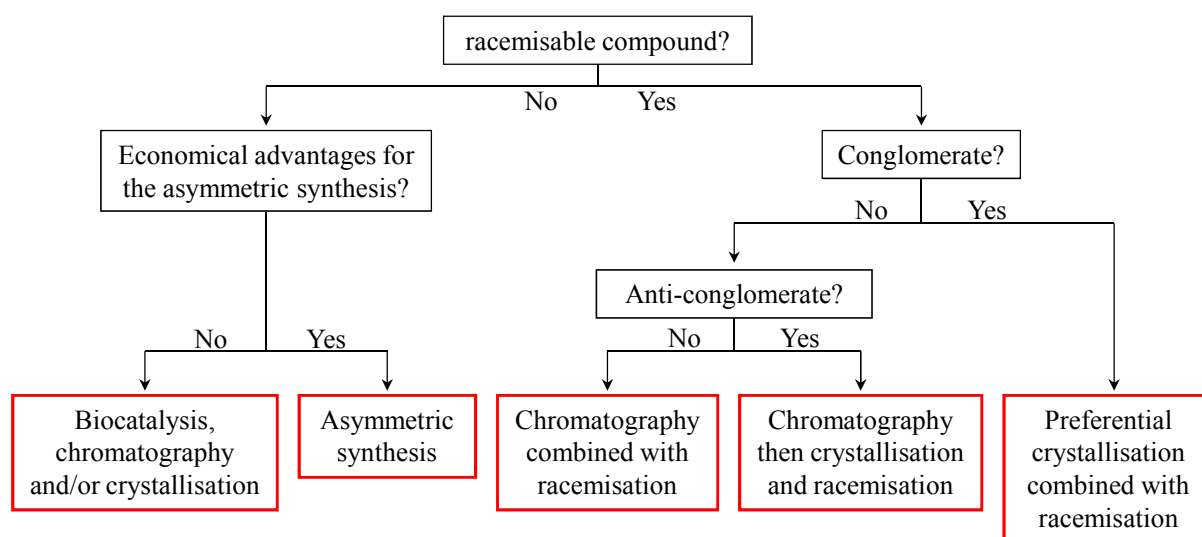 racemisable compound?
No
Yes
Economical advantages for
the asymmetric synthesis?
Conglomerate?
No
Yes
Anti-conglomerate?
No
Yes
No
Yes
Biocatalysis,
chromatography
and/or crystallisation
Asymmetric
synthesis
Chromatography
combined with
racemisation
Chromatography
then crystallisation
and racemisation
Preferential
crystallisation
combined with
racemisation